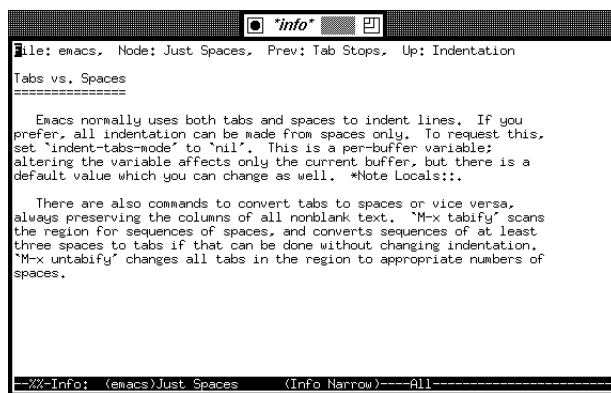 *info*
File: emacs,  Node: Just Spaces,  Prev: Tab Stops,  Up: Indentation
Tabs vs. Spaces
===============
Emacs normally uses both tabs and spaces to indent lines.  If you
prefer, all indentation can be made from spaces only.  To request this,
set `indent-tabs-mode' to `nil'.  This is a per-buffer variable;
altering the variable affects only the current buffer, but there is a
default value which you can change as well.  *Note Locals::.
There are also commands to convert tabs to spaces or vice versa,
always preserving the columns of all nonblank text.  `M-x tabify' scans
the region for sequences of spaces, and converts sequences of at least
three spaces to tabs if that can be done without changing indentation.
`M-x untabify' changes all tabs in the region to appropriate numbers of
spaces.
--%%-Info:  (emacs)Just Spaces      (Info Narrow)----All-----------------------